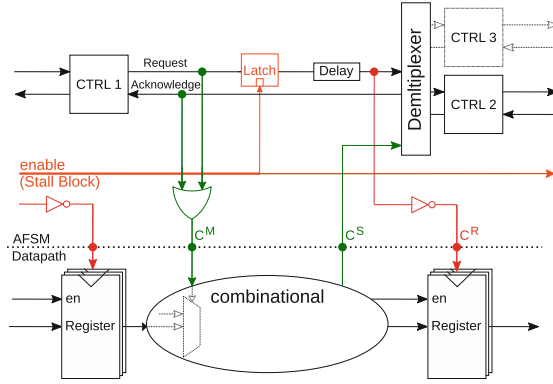 CTRL 3
Request
CTRL 1
Latch
Delay
Demltiplexer
Acknowledge
CTRL 2
enable
(Stall Block)
C^M
C^S
C^R
AFSM
Datapath
en
combinational
en
Register
Register